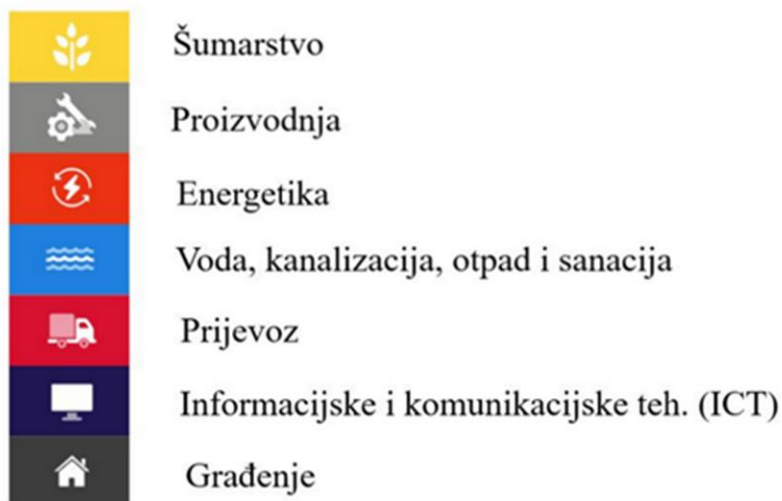 Šumarstvo
Proizvodnja
Energetika
Voda, kanalizacija, otpad i sanacija
Prijevoz
Informacijske i komunikacijske teh. (ICT)
Građenje